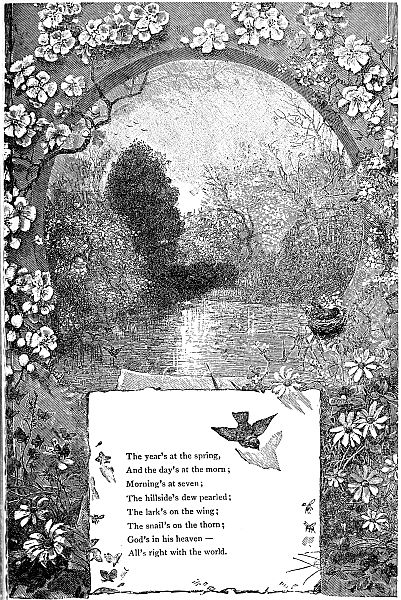 The year's at the spring,
And the day's at the morn;
Morning's at seven;
The hillside's dew pearled;
The lark's on the wing;
The snail's on the thorn;
God's in his heaven —
All's right with the world.